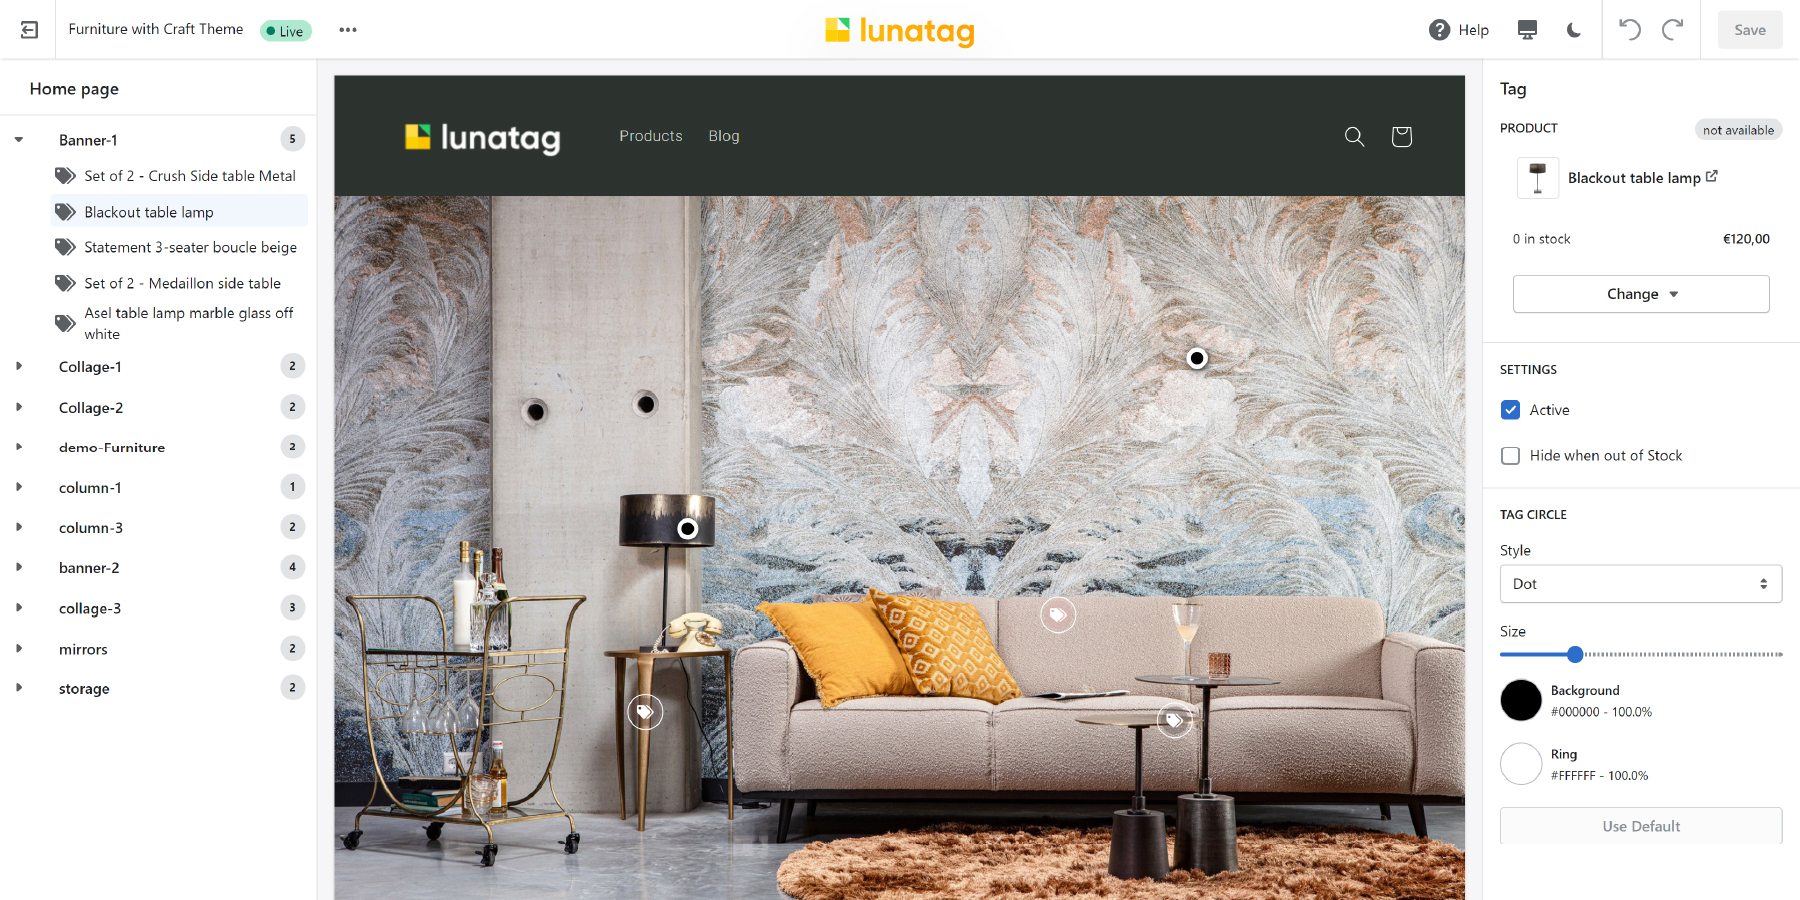 Furniture with Craft Theme
Live
lunatag
Help
Save
Home page
Banner-1
5
Set of 2 - Crush Side table Metal
Blackout table lamp
Statement 3-seater boucle beige
Set of 2 - Medaillon side table
Asel table lamp marble glass off
white
Collage-1
2
Collage-2
2
demo-Furniture
2
column-1
1
column-3
2
banner-2
4
collage-3
3
mirrors
2
storage
2
lunatag
Products
Blog
Tag
PRODUCT
not available
Blackout table lamp
0 in stock
€120,00
Change
SETTINGS
Active
Hide when out of Stock
TAG CIRCLE
Style
Dot
Size
Background
#000000 - 100.0%
Ring
#FFFFFF - 100.0%
Use Default